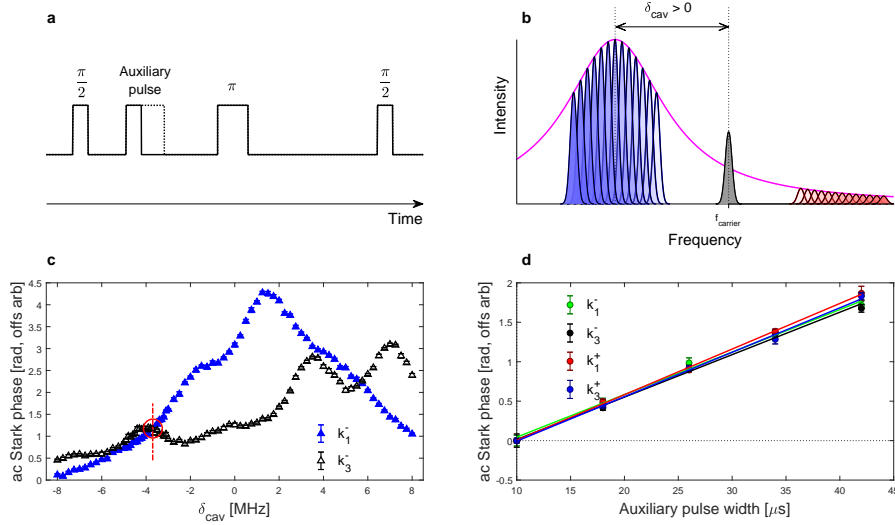 a
π/2
Auxiliary
pulse
π
π/2
Time
b
δcav > 0
Intensity
fcarrier
Frequency
c
ac Stark phase [rad, offs arb]
4.5
4
3.5
3
2.5
2
1.5
1
0.5
0
-8 -6 -4 -2 0 2 4 6 8
δcav [MHz]
k1-
k3-
d
ac Stark phase [rad, offs arb]
2
1.5
1
0.5
0
-0.5
10 15 20 25 30 35 40 45
Auxiliary pulse width [μs]
k1-
k3-
k1+
k3+